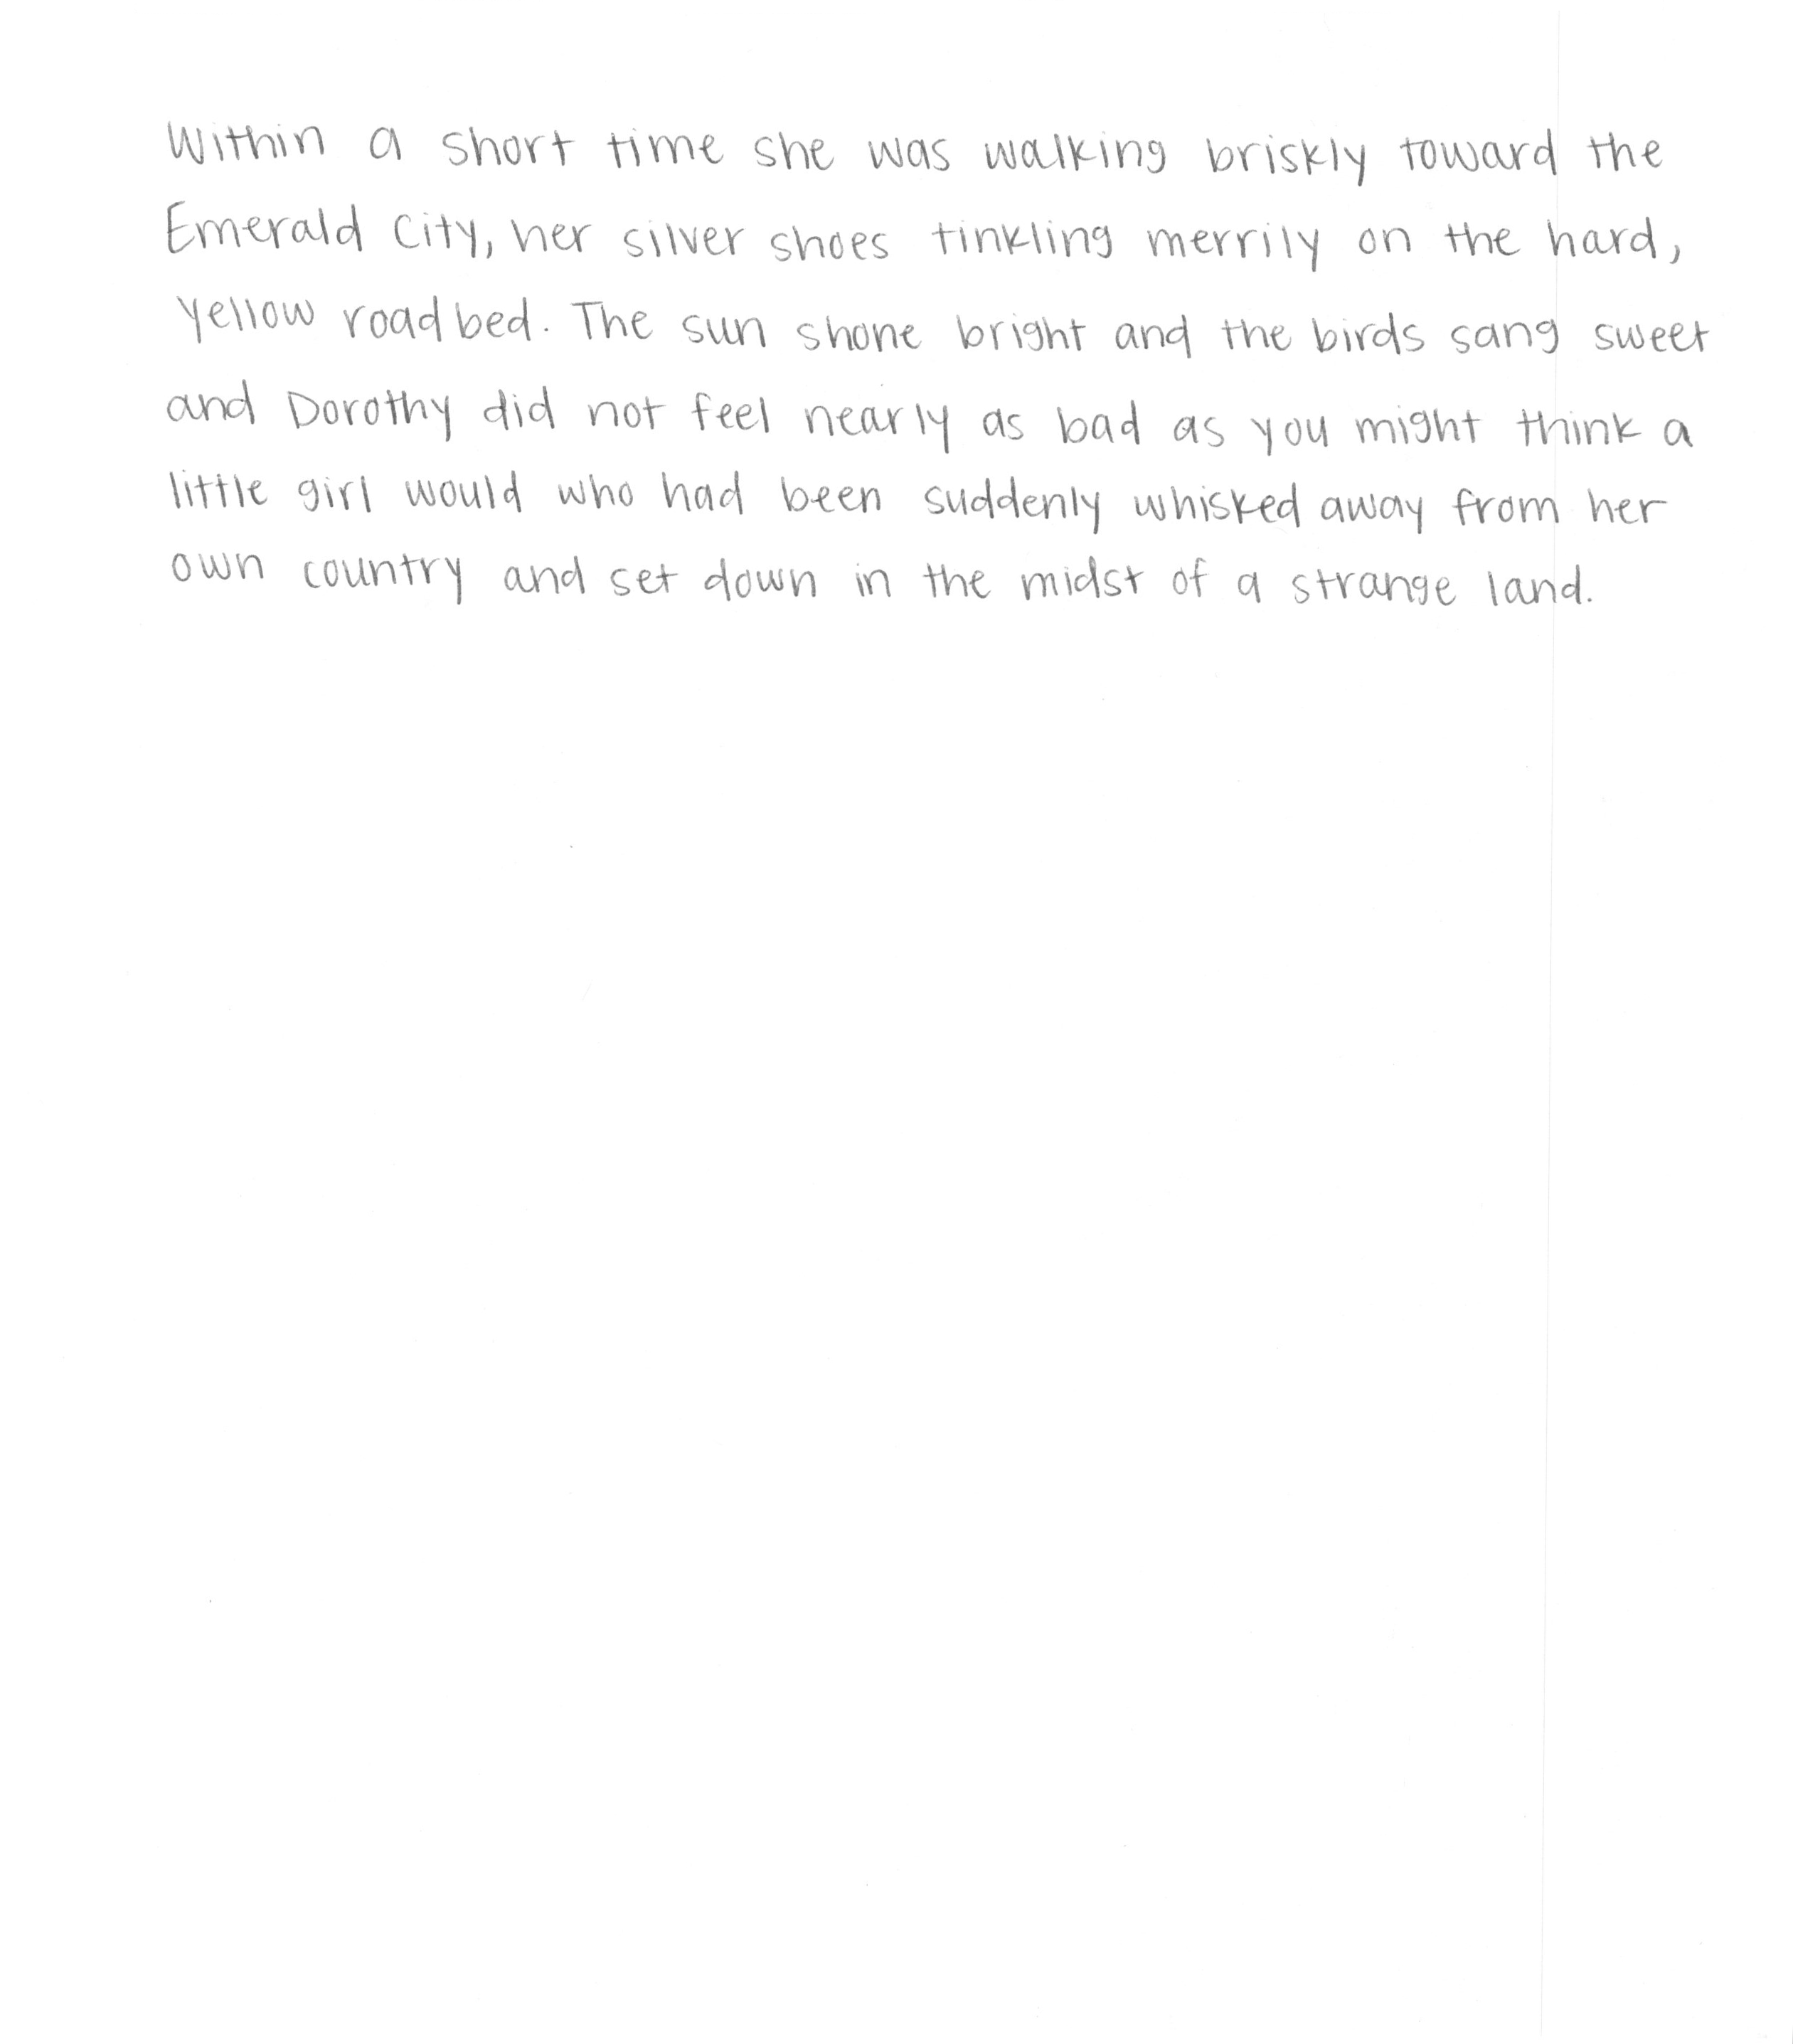 Within a short time she was walking briskly toward the
Emerald City, her silver shoes tinkling merrily on the hard,
yellow roadbed. The sun shone bright and the birds sang sweet
and Dorothy did not feel nearly as bad as you might think a
little girl would who had been suddenly whisked away from her
own country and set down in the midst of a strange land.